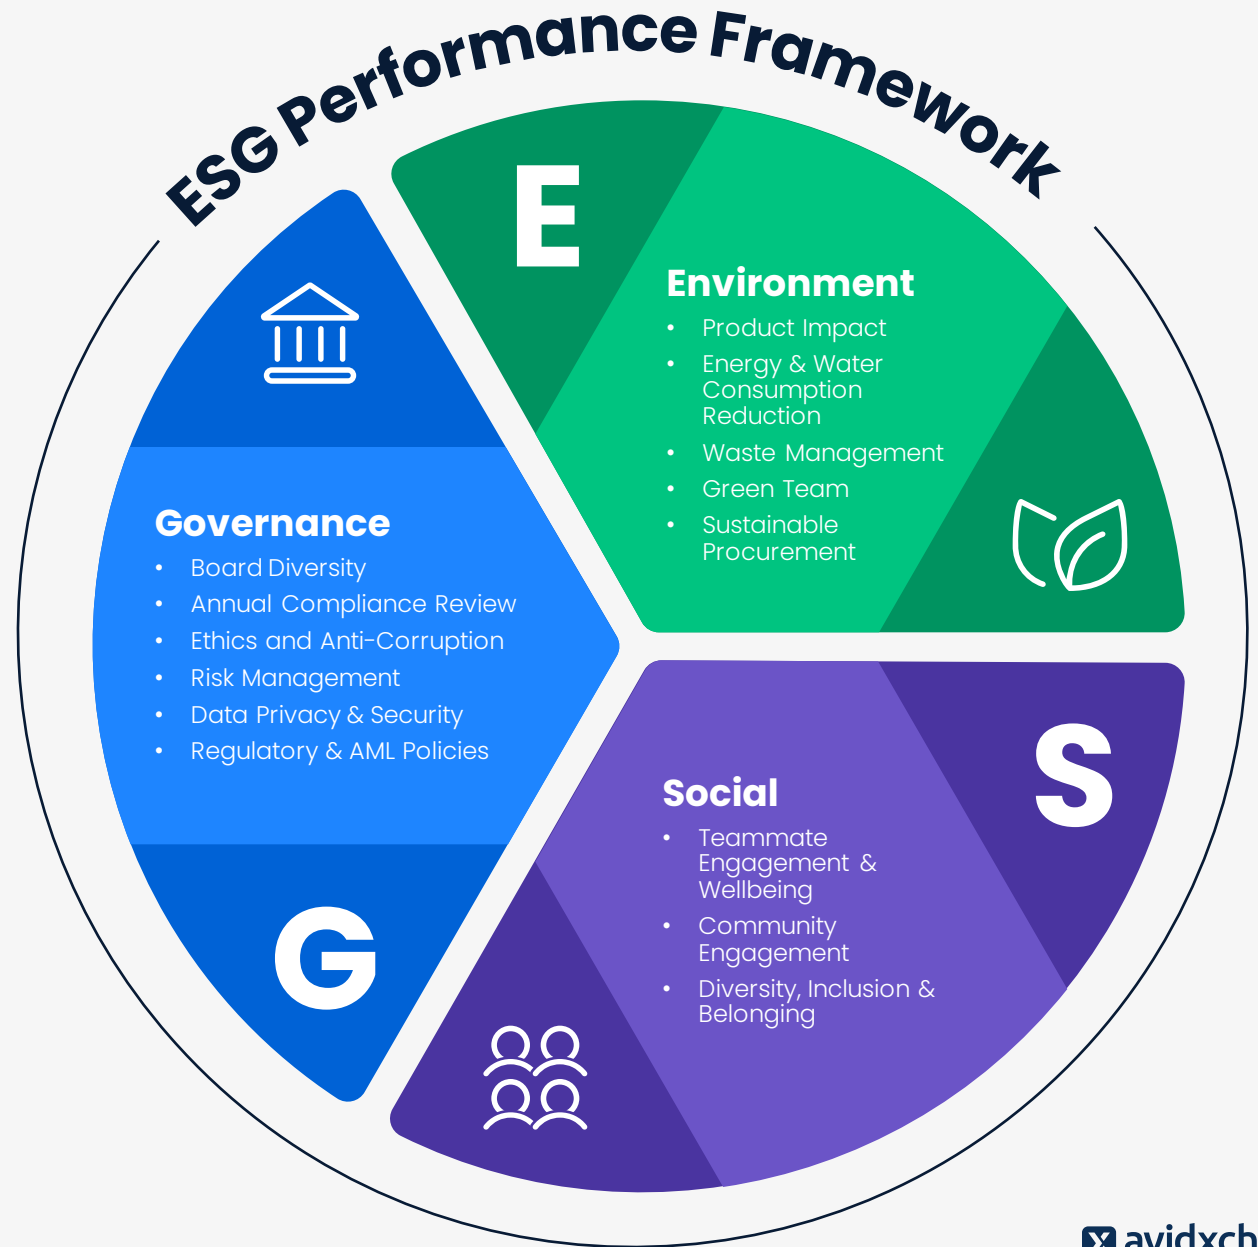 ESG Performance Framework
E
Environment
• Product Impact
• Energy & Water
Consumption
Reduction
• Waste Management
• Green Team
• Sustainable
Procurement
Governance
• Board Diversity
• Annual Compliance Review
• Ethics and Anti-Corruption
• Risk Management
• Data Privacy & Security
• Regulatory & AML Policies
G
S
Social
• Teammate
Engagement &
Wellbeing
• Community
Engagement
• Diversity, Inclusion &
Belonging
avidxch